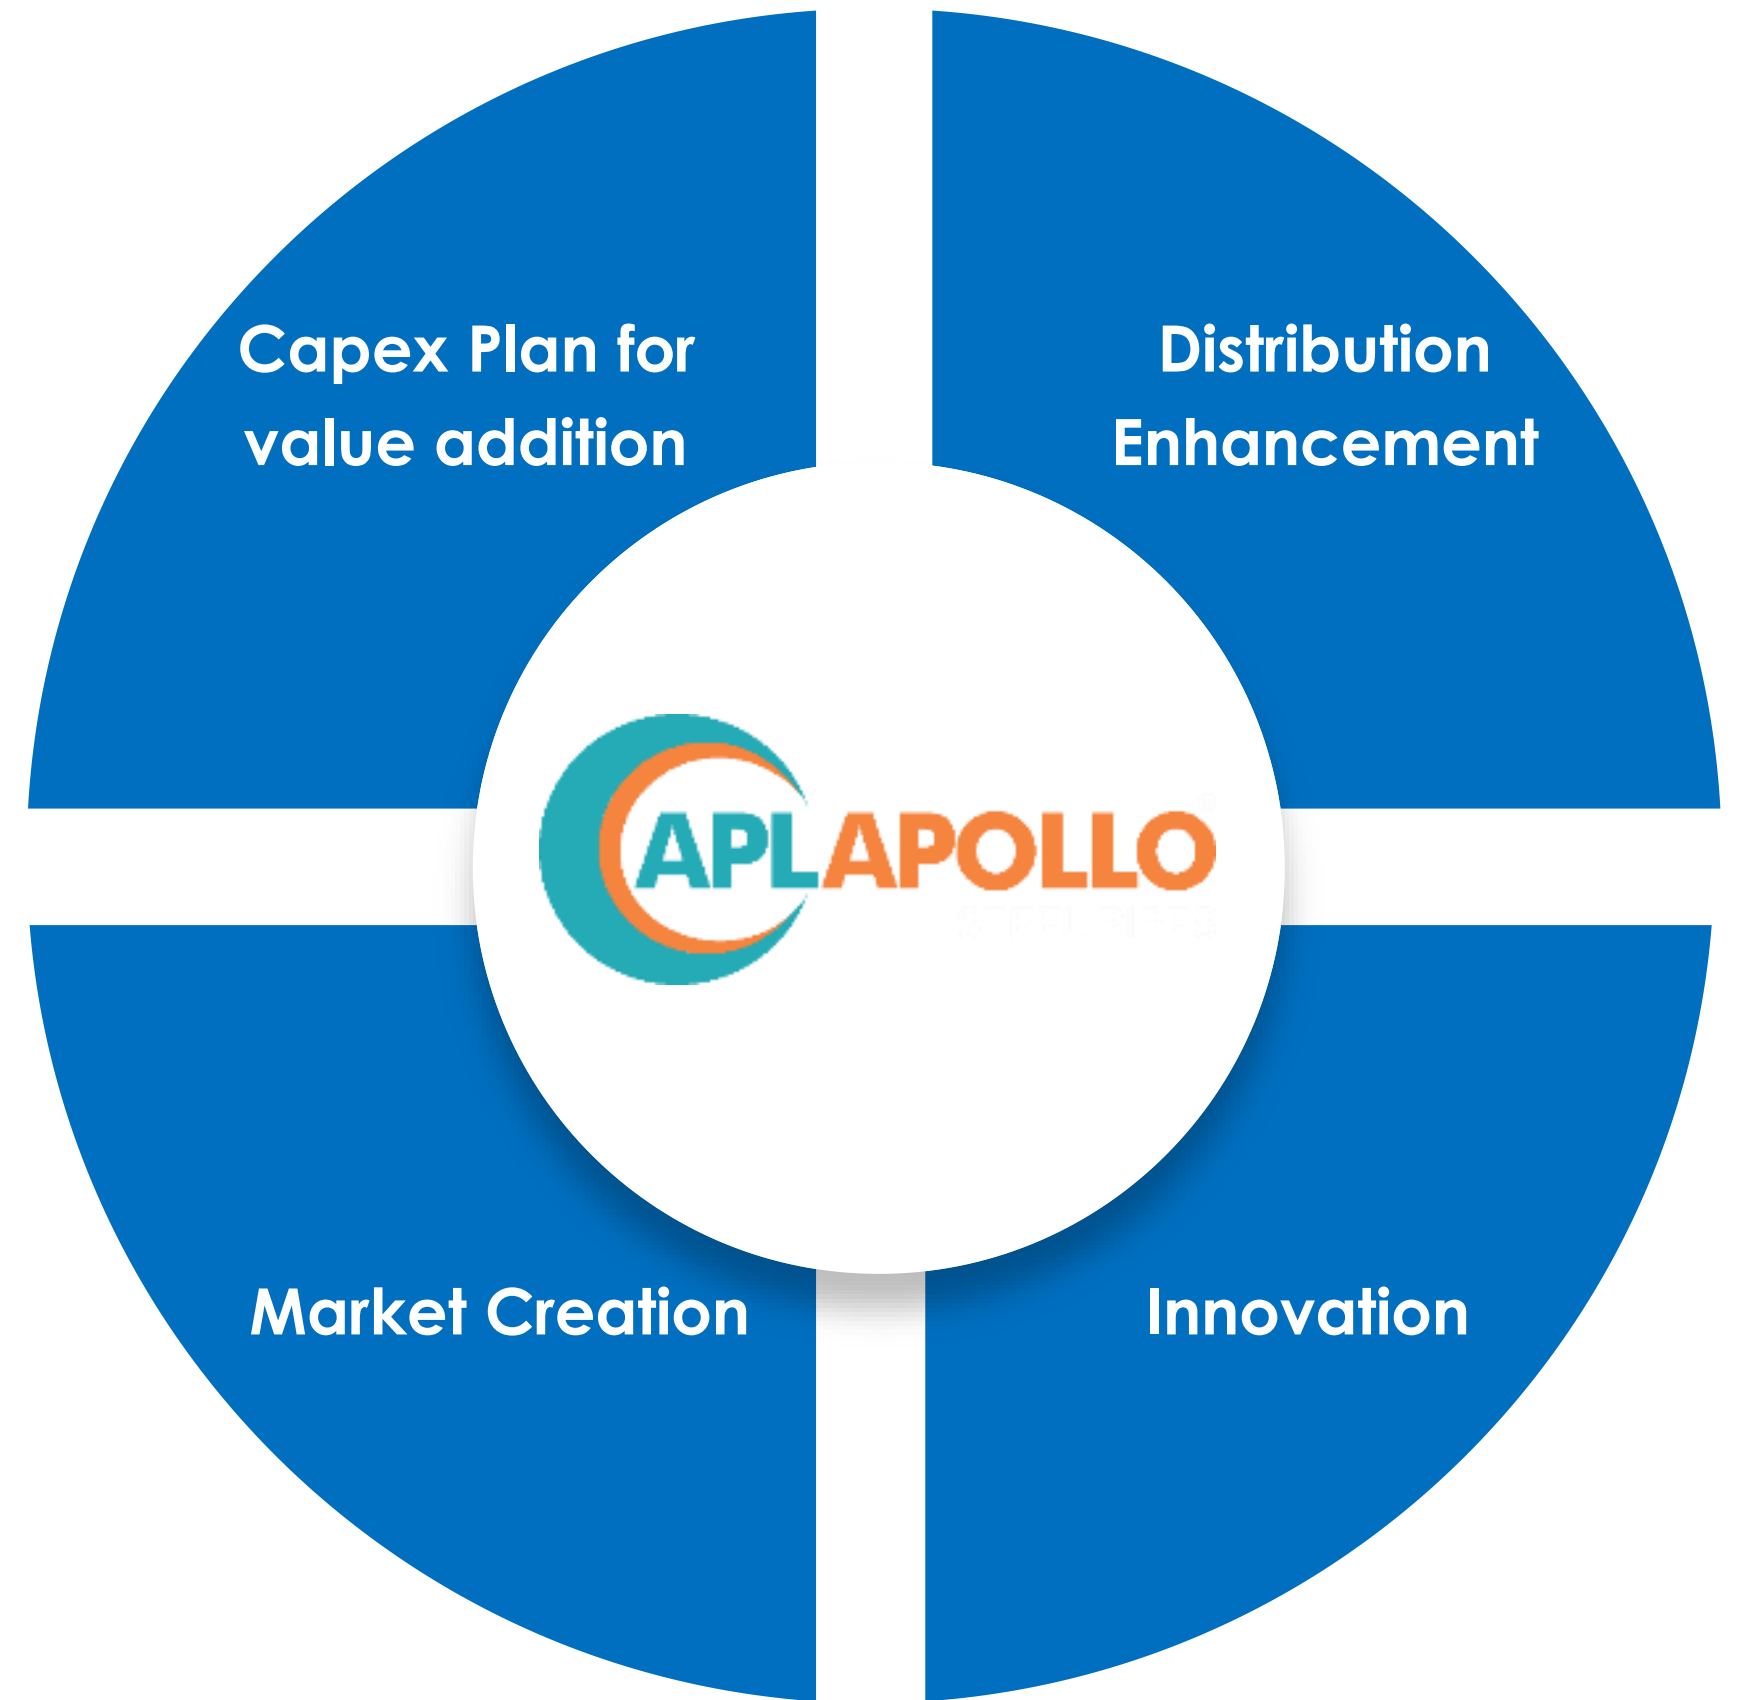 Capex Plan for
value addition
Distribution
Enhancement
APLAPOLLO
Market Creation
Innovation